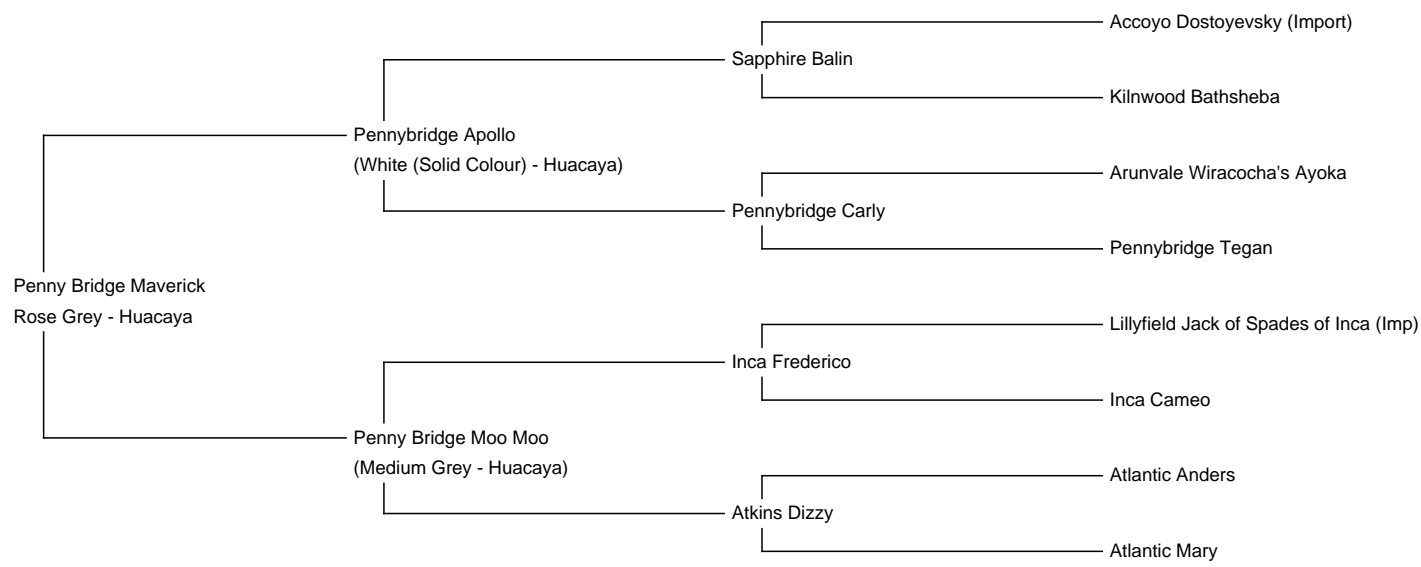 Accoyo Dostoyevsky (Import)
Sapphire Balin
Kilnwood Bathsheba
Pennybridge Apollo
(White (Solid Colour) - Huacaya)
Arunvale Wiracocha's Ayoka
Pennybridge Carly
Pennybridge Tegan
Penny Bridge Maverick
Rose Grey - Huacaya
Lillyfield Jack of Spades of Inca (Imp)
Inca Frederico
Inca Cameo
Penny Bridge Moo Moo
(Medium Grey - Huacaya)
Atlantic Anders
Atkins Dizzy
Atlantic Mary